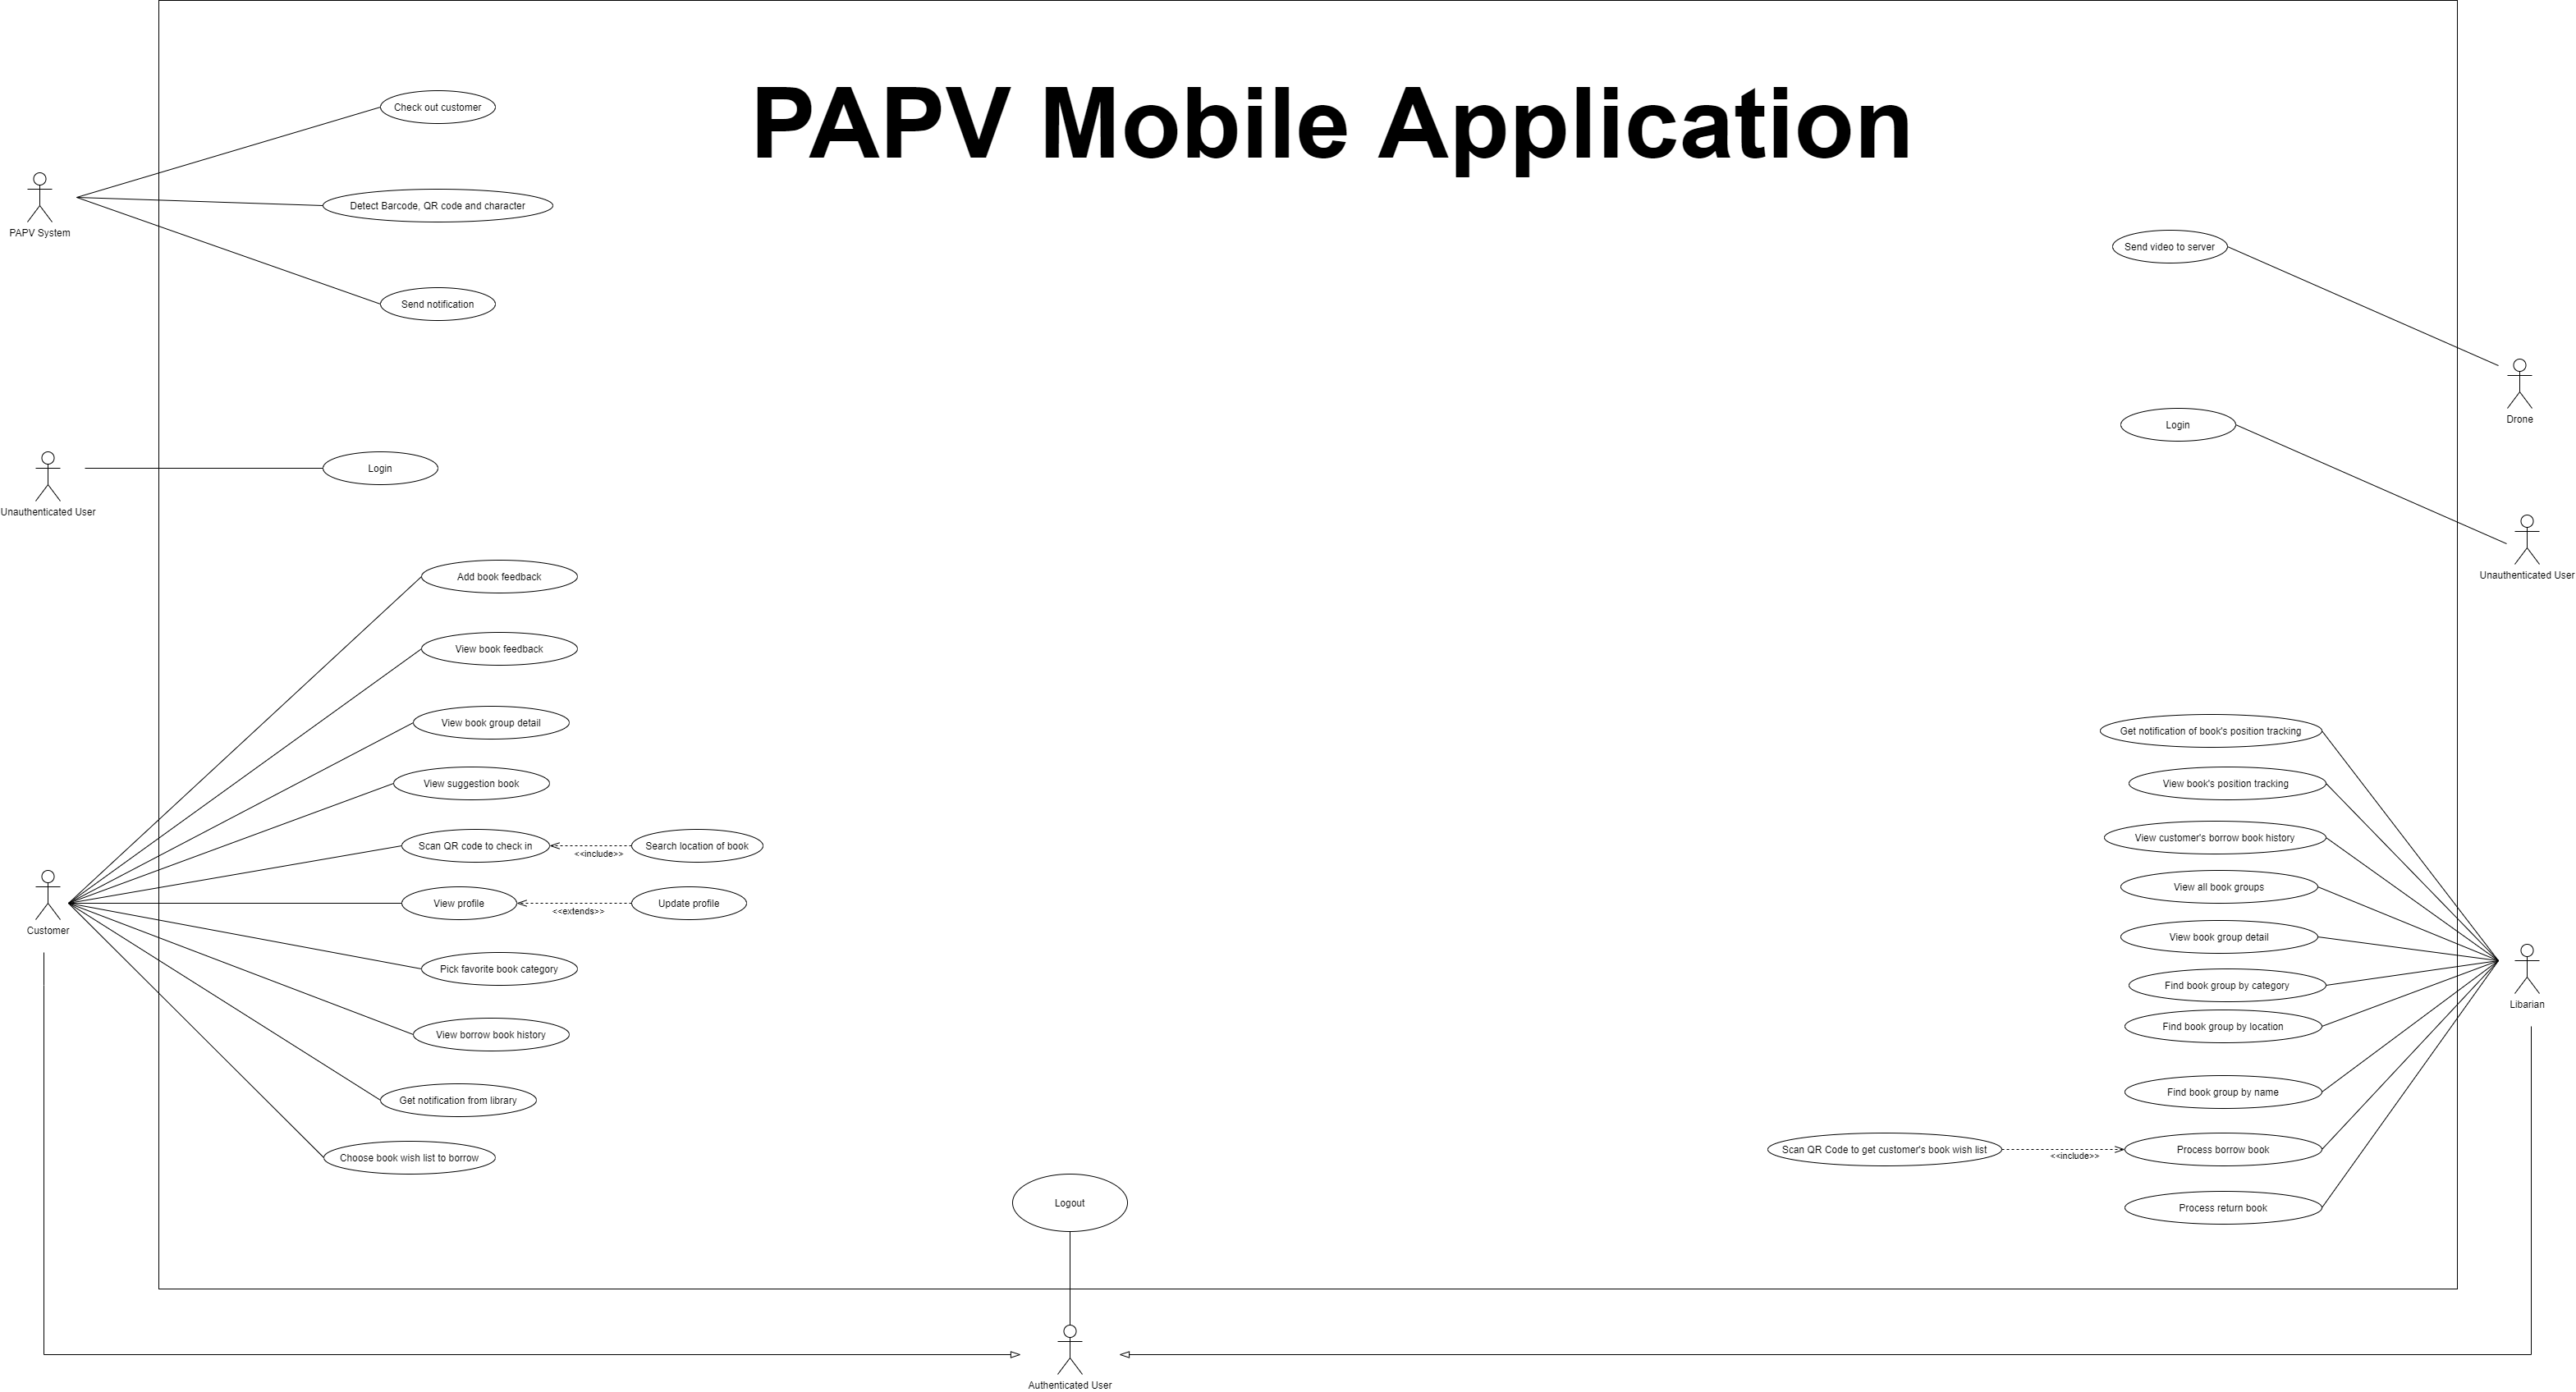 PAPV Mobile Application
Check out customer
PAPV System
Detect Barcode, QR code and character
Send notification
Unauthenticated User
Login
Add book feedback
View book feedback
View book group detail
View suggestion book
Scan QR code to check in
<<include>>
Search location of book
View profile
<<extends>>
Update profile
Customer
Pick favorite book category
View borrow book history
Get notification from library
Choose book wish list to borrow
Send video to server
Drone
Login
Unauthenticated User
Get notification of book's position tracking
View book's position tracking
View customer's borrow book history
View all book groups
View book group detail
Find book group by category
Libarian
Find book group by location
Find book group by name
Scan QR Code to get customer's book wish list
<<include>>
Process borrow book
Process return book
Logout
Authenticated User